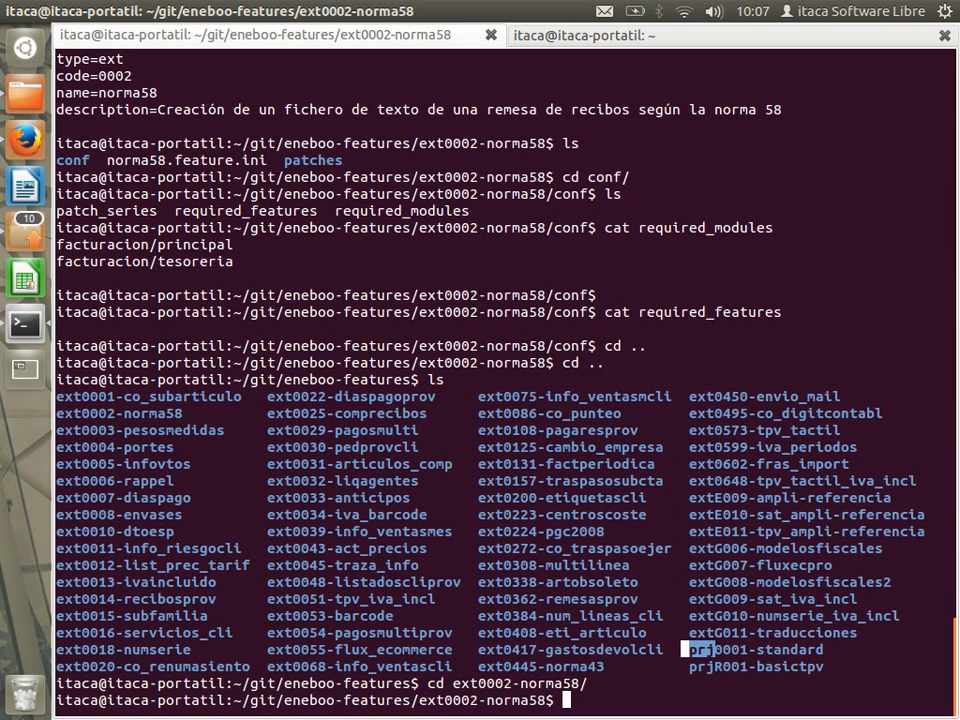 itaca@itaca-portatil: ~/git/eneboo-features/ext0002-norma58 10:07 itaca Software Libre
itaca@itaca-portatil: ~/git/eneboo-features/ext0002-norma58 itaca@itaca-portatil: ~
type=ext
code=0002
name=norma58
description=Creación de un fichero de texto de una remesa de recibos según la norma 58
itaca@itaca-portatil:~/git/eneboo-features/ext0002-norma58$ ls
conf norma58.feature.ini patches
itaca@itaca-portatil:~/git/eneboo-features/ext0002-norma58$ cd conf/
itaca@itaca-portatil:~/git/eneboo-features/ext0002-norma58/conf$ ls
patch_series required_features required_modules
itaca@itaca-portatil:~/git/eneboo-features/ext0002-norma58/conf$ cat required_modules
facturacion/principal
facturacion/tesoreria
itaca@itaca-portatil:~/git/eneboo-features/ext0002-norma58/conf$
itaca@itaca-portatil:~/git/eneboo-features/ext0002-norma58/conf$ cat required_features
itaca@itaca-portatil:~/git/eneboo-features/ext0002-norma58/conf$ cd ..
itaca@itaca-portatil:~/git/eneboo-features/ext0002-norma58$ cd ..
itaca@itaca-portatil:~/git/eneboo-features$ ls
ext0001-co_subarticulo ext0022-diaspagoprov ext0075-info_ventasmcli ext0450-envio_mail
ext0002-norma58 ext0025-comprecibos ext0086-co_punteo ext0495-co_digitcontabl
ext0003-pesosmedidas ext0029-pagosmulti ext0108-pagaresprov ext0573-tpv_tactil
ext0004-portes ext0030-pedprovcli ext0125-cambio_empresa ext0599-iva_periodos
ext0005-infovtos ext0031-articulos_comp ext0131-factperiodica ext0602-fras_import
ext0006-rappel ext0032-liqagentes ext0157-traspasosubcta ext0648-tpv_tactil_iva_incl
ext0007-diaspago ext0033-anticipos ext0200-etiquetascli extE009-ampli-referencia
ext0008-envases ext0034-iva_barcode ext0223-centroscoste extE010-sat_ampli-referencia
ext0010-dtoesp ext0039-info_ventasmes ext0224-pgc2008 extE011-tpv_ampli-referencia
ext0011-info_riesgocli ext0043-act_precios ext0272-co_traspasoejer extG006-modelosfiscales
ext0012-list_prec_tarif ext0045-traza_info ext0308-multilinea extG007-fluxecpro
ext0013-ivaincluido ext0048-listadoscliprov ext0338-artobsoleto extG008-modelosfiscales2
ext0014-recibosprov ext0051-tpv_iva_incl ext0362-remesasprov extG009-sat_iva_incl
ext0015-subfamilia ext0053-barcode ext0384-num_lineas_cli extG010-numserie_iva_incl
ext0016-servicios_cli ext0054-pagosmultiprov ext0408-eti_articulo extG011-traducciones
ext0018-numserie ext0055-flux_ecommerce ext0417-gastosdevolcli prj0001-standard
ext0020-co_renumasiento ext0068-info_ventascli ext0445-norma43 prjR001-basictpv
itaca@itaca-portatil:~/git/eneboo-features$ cd ext0002-norma58/
itaca@itaca-portatil:~/git/eneboo-features/ext0002-norma58$
10